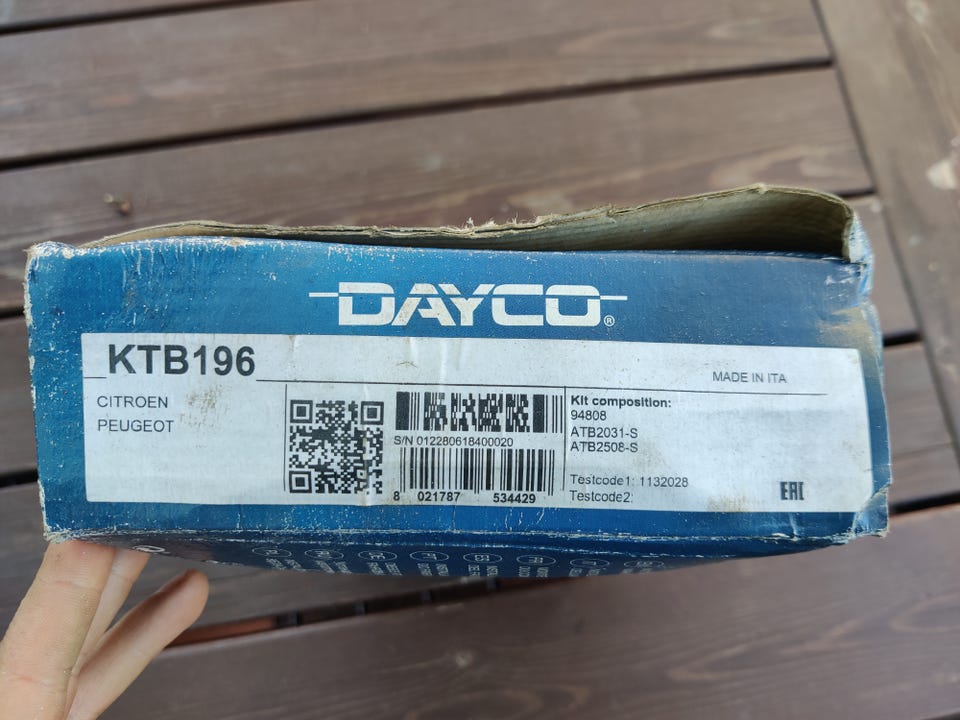 DAYCO®
KTB196
MADE IN ITA
CITROEN
PEUGEOT
S/N 012280618400020
8 021787 534429
Kit composition:
94808
ATB2031-S
ATB2508-S
Testcode1: 1132028
Testcode2:
EAC